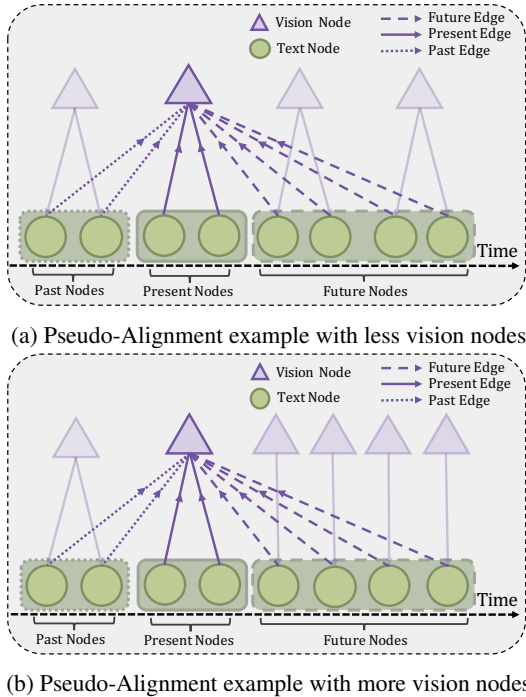 Vision Node
Text Node
Future Edge
Present Edge
Past Edge
Time
Past Nodes
Present Nodes
Future Nodes
(a) Pseudo-Alignment example with less vision nodes
Vision Node
Text Node
Future Edge
Present Edge
Past Edge
Time
Past Nodes
Present Nodes
Future Nodes
(b) Pseudo-Alignment example with more vision nodes